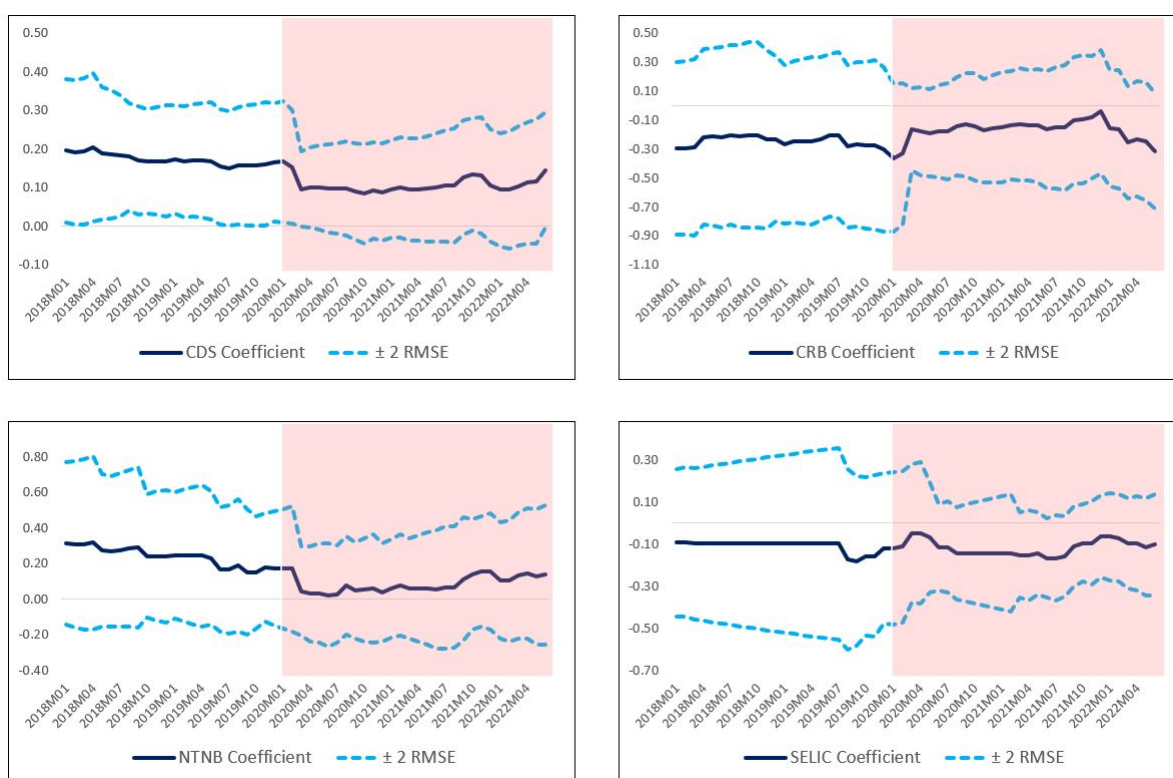 0.50
0.40
0.30
0.20
0.10
0.00
-0.10
2018M01
2018M04
2018M07
2018M10
2019M01
2019M04
2019M07
2019M10
2020M01
2020M04
2020M07
2020M10
2021M01
2021M04
2021M07
2021M10
2022M01
2022M04
CDS Coefficient
± 2 RMSE
0.50
0.30
0.10
-0.10
-0.30
-0.50
-0.70
-0.90
-1.10
2018M01
2018M04
2018M07
2018M10
2019M01
2019M04
2019M07
2019M10
2020M01
2020M04
2020M07
2020M10
2021M01
2021M04
2021M07
2021M10
2022M01
2022M04
CRB Coefficient
± 2 RMSE
0.80
0.60
0.40
0.20
0.00
-0.20
-0.40
2018M01
2018M04
2018M07
2018M10
2019M01
2019M04
2019M07
2019M10
2020M01
2020M04
2020M07
2020M10
2021M01
2021M04
2021M07
2021M10
2022M01
2022M04
NTNB Coefficient
± 2 RMSE
0.30
0.10
-0.10
-0.30
-0.50
-0.70
2018M01
2018M04
2018M07
2018M10
2019M01
2019M04
2019M07
2019M10
2020M01
2020M04
2020M07
2020M10
2021M01
2021M04
2021M07
2021M10
2022M01
2022M04
SELIC Coefficient
± 2 RMSE